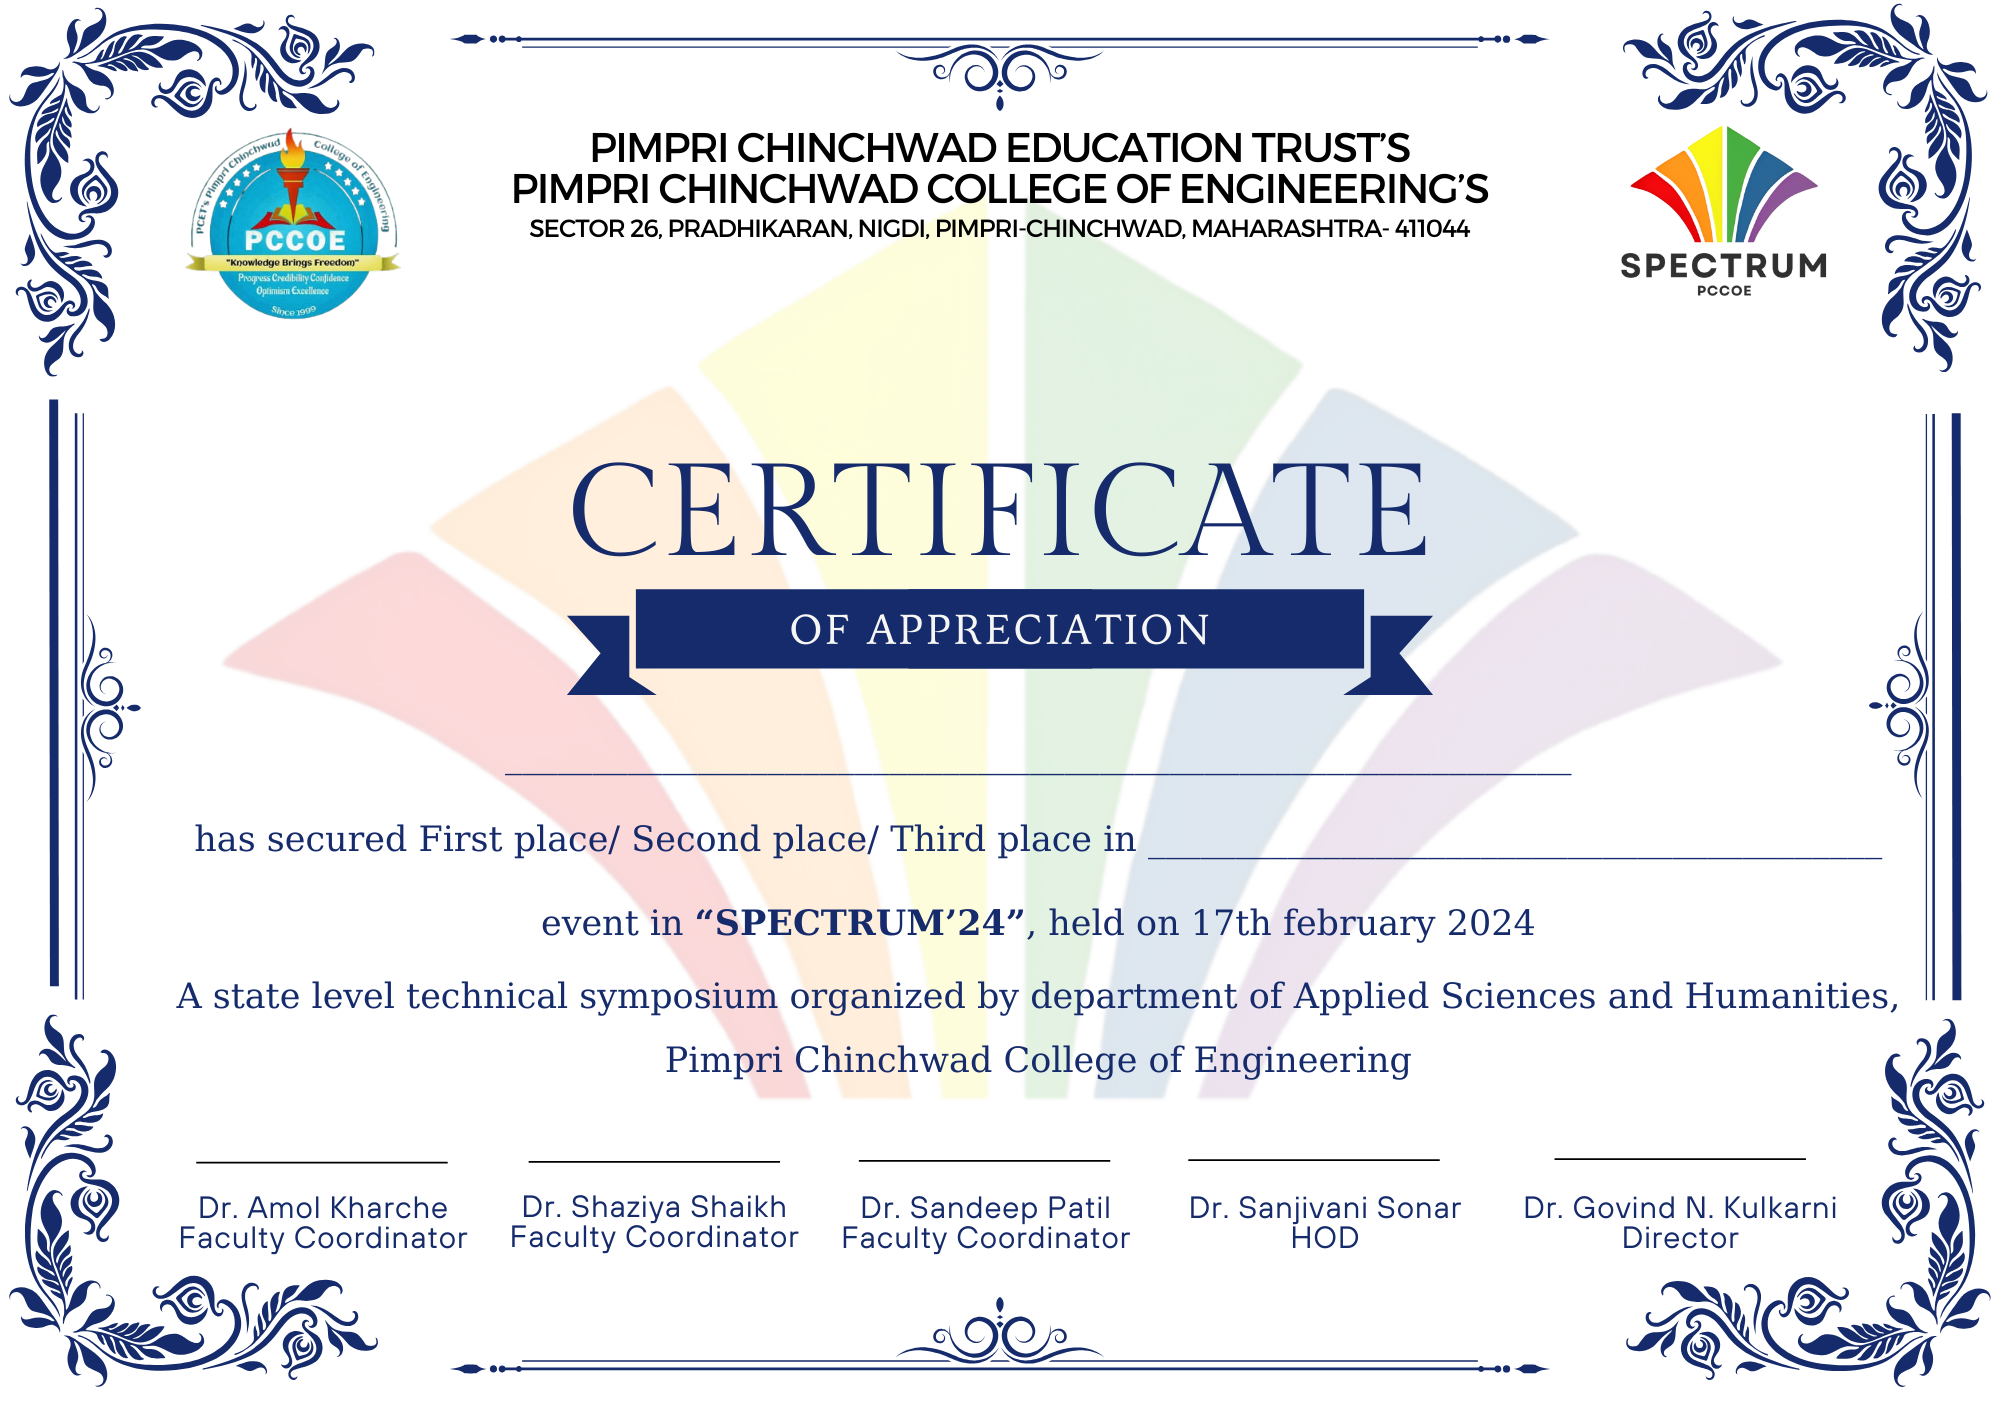 PIMPRI CHINCHWAD EDUCATION TRUST’S
PIMPRI CHINCHWAD COLLEGE OF ENGINEERING’S
SECTOR 26, PRADHIKARAN, NIGDI, PIMPRI-CHINCHWAD, MAHARASHTRA- 411044
PCET's Pimpri Chinchwad College of Engineering
PCCOE
"Knowledge Brings Freedom"
Progress Credibility Confidence
Optimism Excellence
Since 1999
SPECTRUM
PCCOE
CERTIFICATE
OF APPRECIATION
has secured First place/ Second place/ Third place in
event in “SPECTRUM’24”, held on 17th february 2024
A state level technical symposium organized by department of Applied Sciences and Humanities,
Pimpri Chinchwad College of Engineering
Dr. Amol Kharche
Faculty Coordinator
Dr. Shaziya Shaikh
Faculty Coordinator
Dr. Sandeep Patil
Faculty Coordinator
Dr. Sanjivani Sonar
HOD
Dr. Govind N. Kulkarni
Director